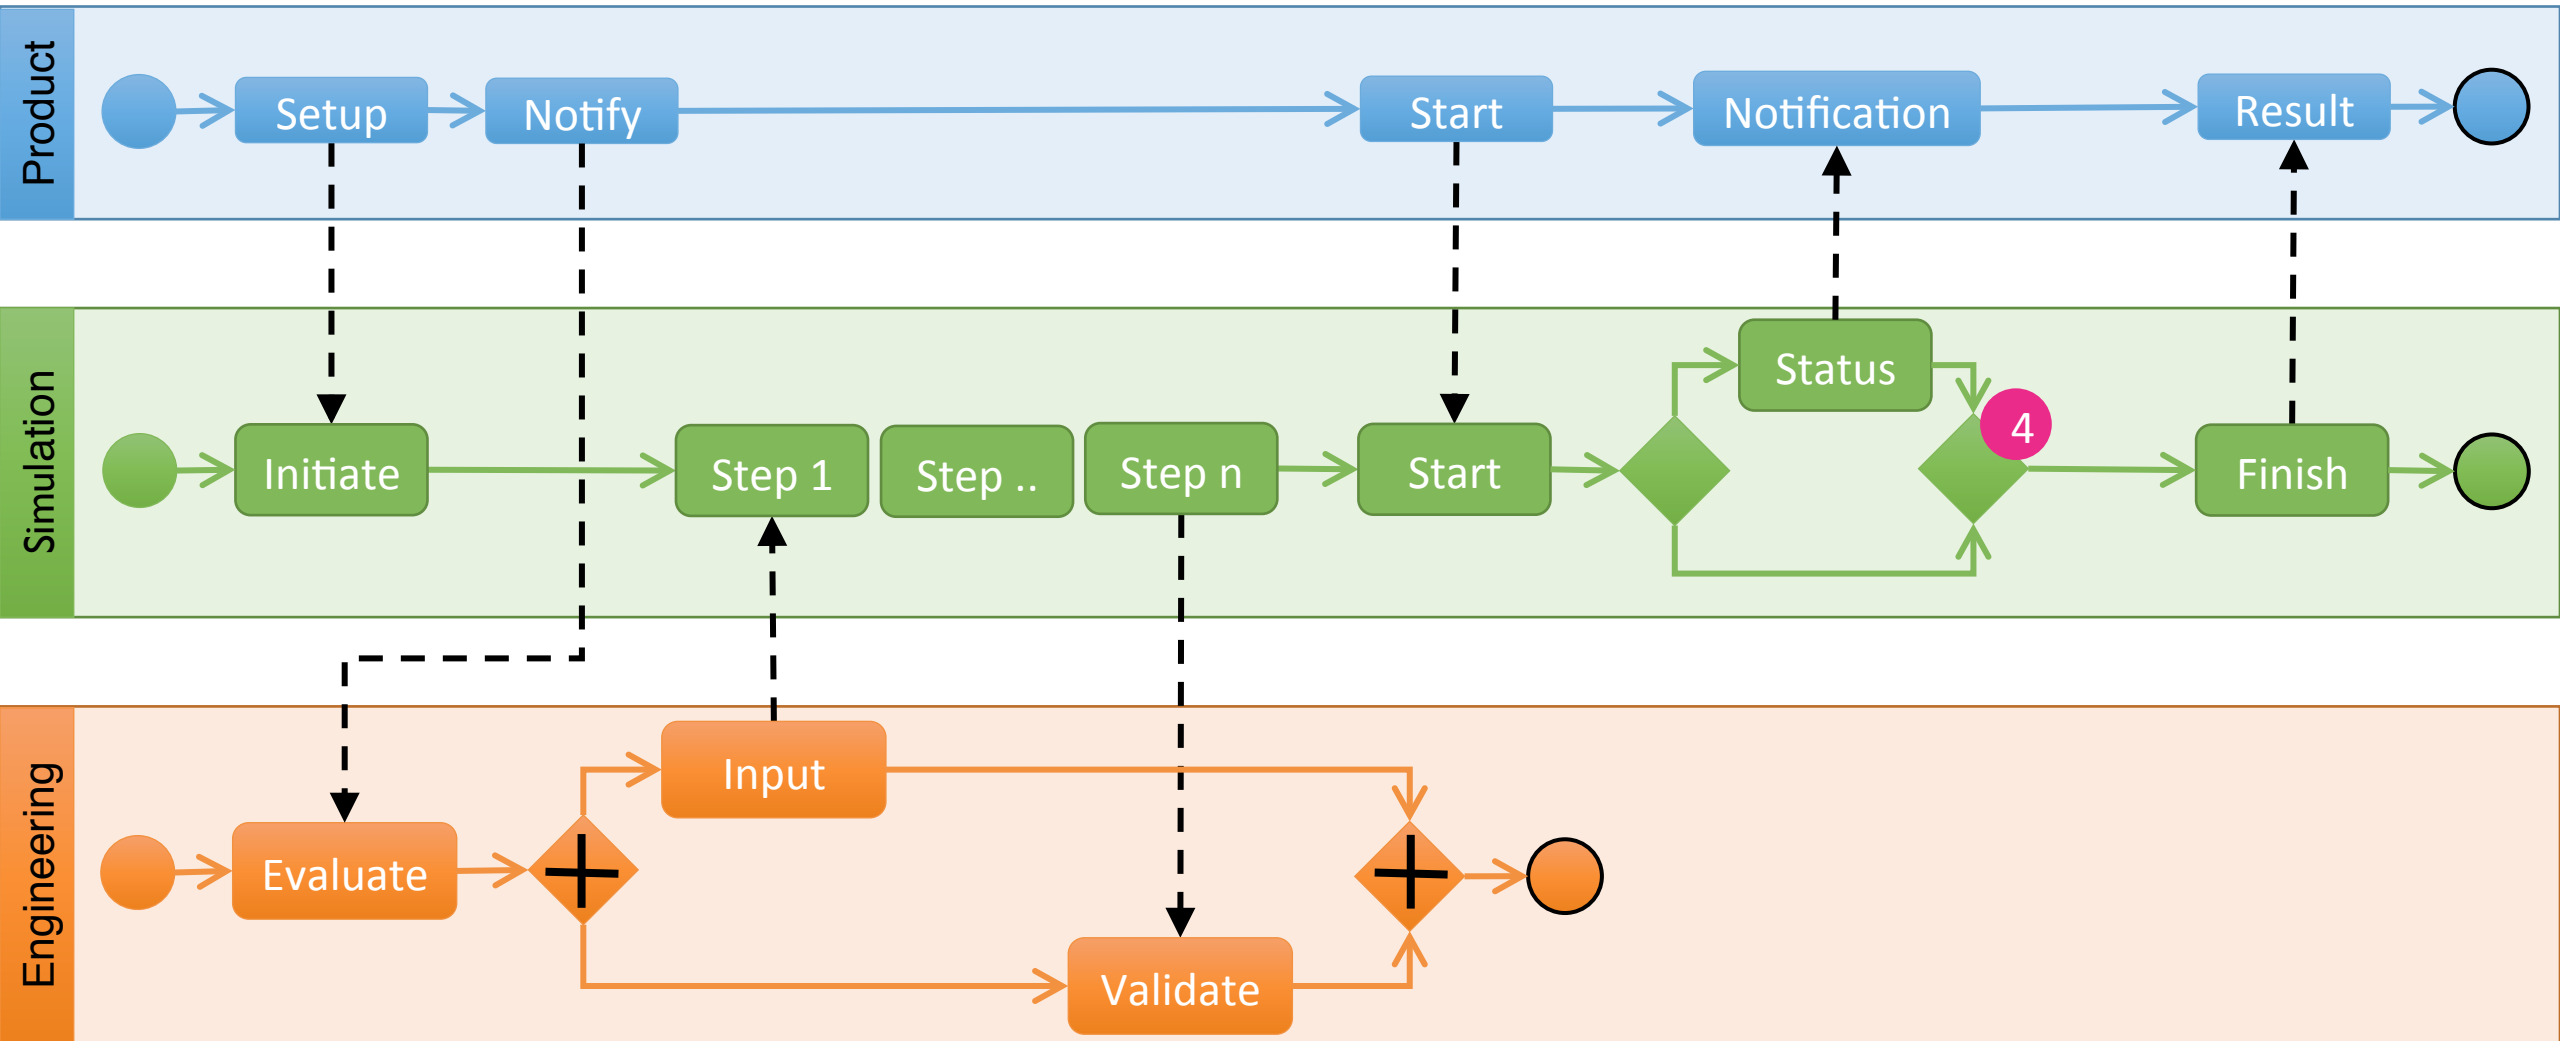 Product
Setup
Notify
Start
Notification
Result
Simulation
Initiate
Step 1
Step ..
Step n
Start
Status
4
Finish
Engineering
Evaluate
Input
Validate